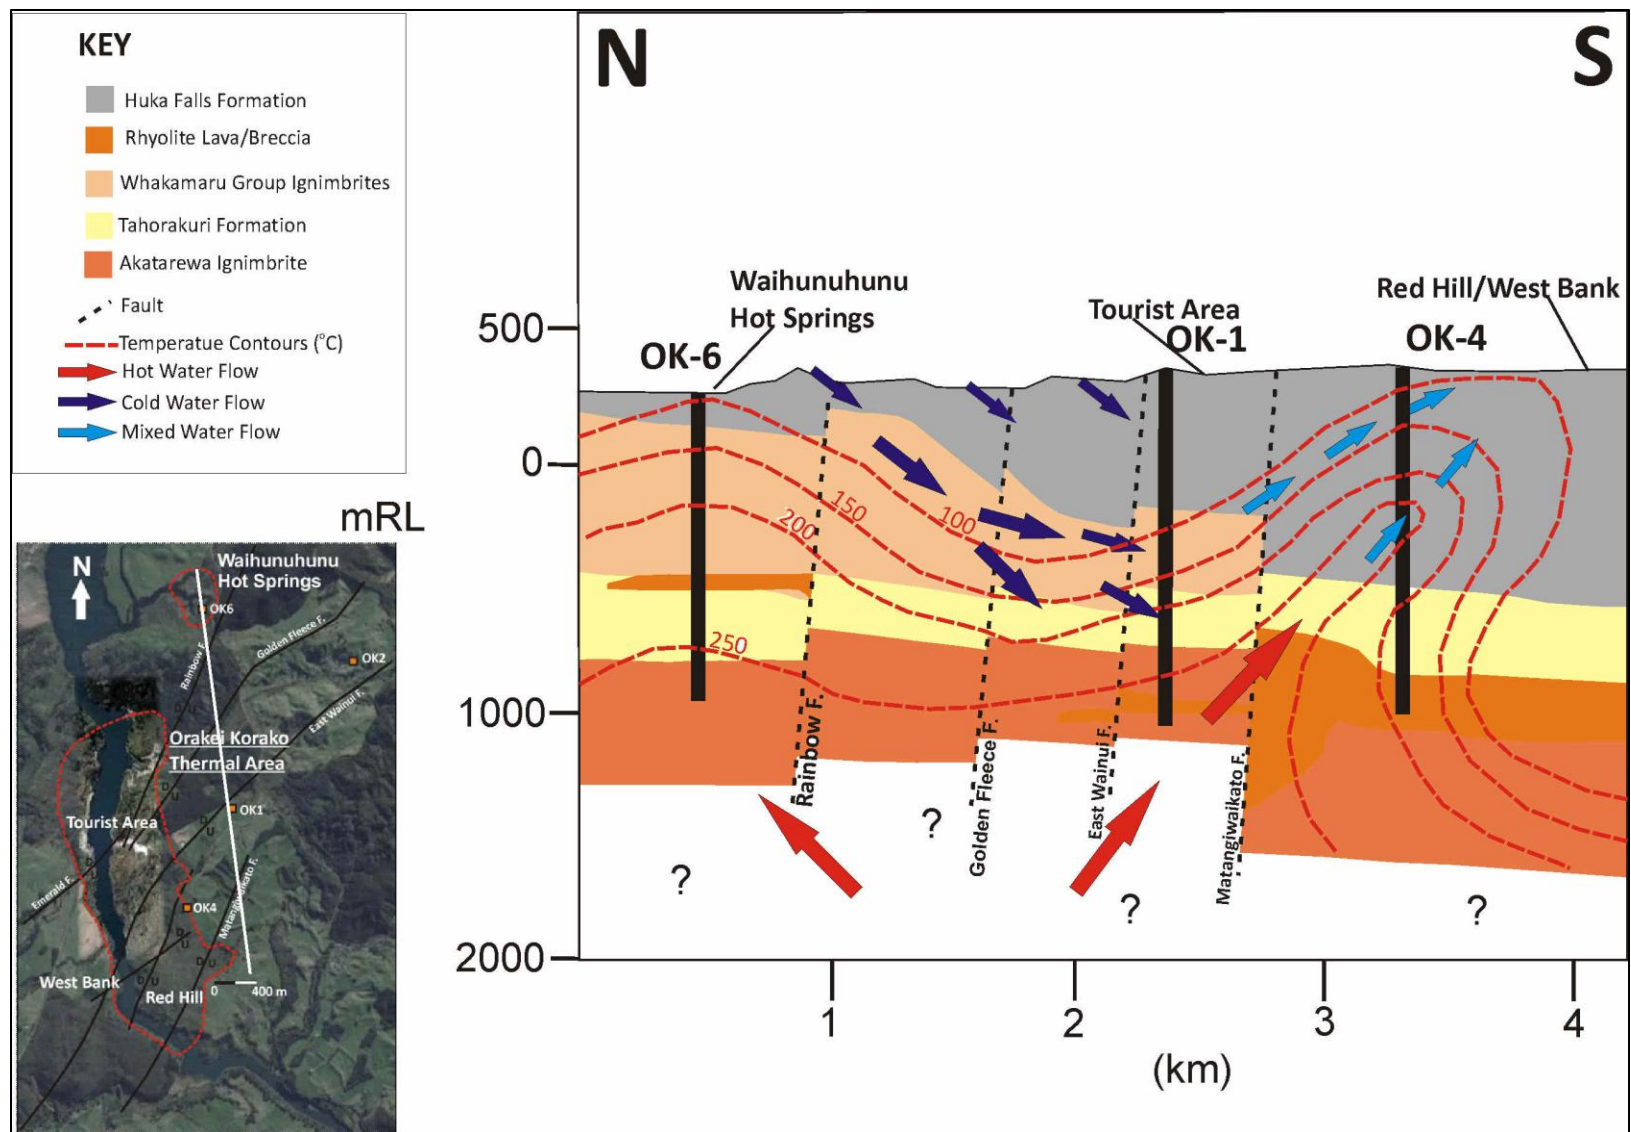 KEY
Huka Falls Formation
Rhyolite Lava/Breccia
Whakamaru Group Ignimbrites
Tahorakuri Formation
Akatarewa Ignimbrite
Fault
Temperatue Contours (°C)
Hot Water Flow
Cold Water Flow
Mixed Water Flow
N
S
Waihunuhunu
Hot Springs
Tourist Area
Red Hill/West Bank
OK-6
OK-1
OK-4
500
0
1000
2000
mRL
100
150
200
250
Rainbow F.
Golden Fleece F.
East Wainui F.
Matangiwaikato F.
?
?
?
?
1
2
3
4
(km)
N
Waihunuhunu
Hot Springs
OK6
Rainbow F.
Golden Fleece F.
OK2
East Wainui F.
Orakei Korako
Thermal Area
D
U
D
U
Tourist Area
OK1
D
U
D
U
Emerald F.
Matangiwaikato F.
OK4
D
U
D
U
West Bank
D
U
Red Hill
0
400 m